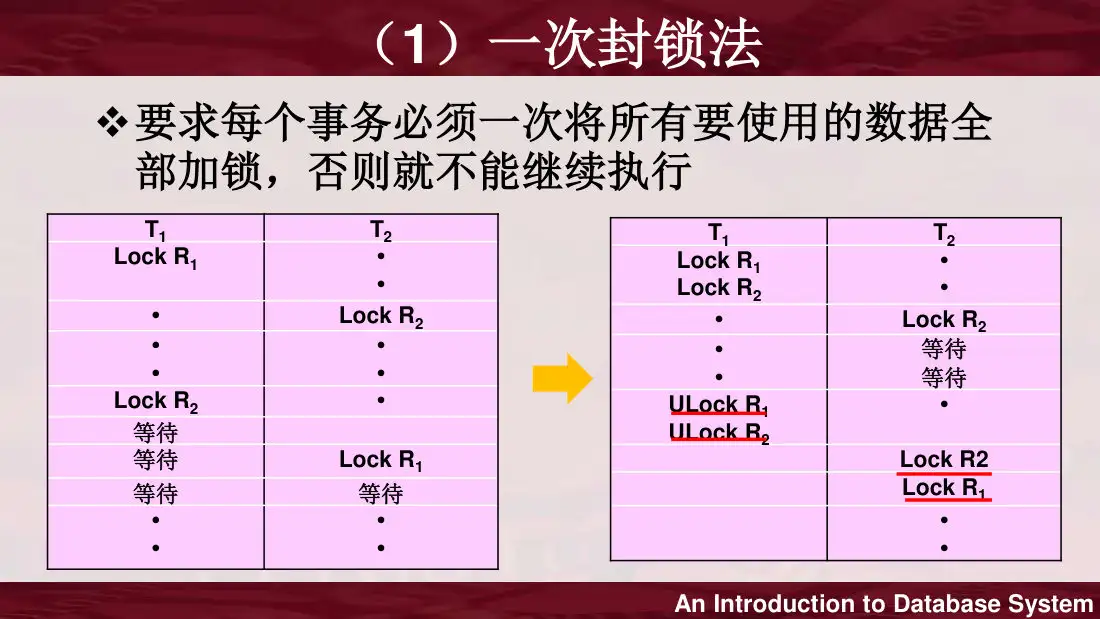 （1）一次封锁法
❖要求每个事务必须一次将所有要使用的数据全
部加锁，否则就不能继续执行
T1 T2
Lock R1 •
•
• Lock R2
• •
• •
Lock R2 •
等待
等待 Lock R1
等待 等待
• •
• •
T1 T2
Lock R1 •
Lock R2 •
• Lock R2
• 等待
• 等待
ULock R1 •
ULock R2
Lock R2
Lock R1
•
•
An Introduction to Database System